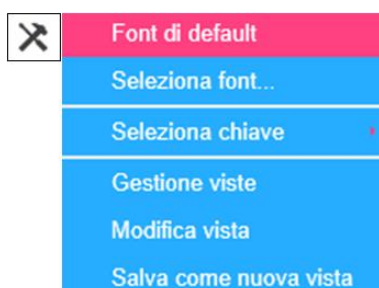 Font di default
Seleziona font...
Seleziona chiave
Gestione viste
Modifica vista
Salva come nuova vista